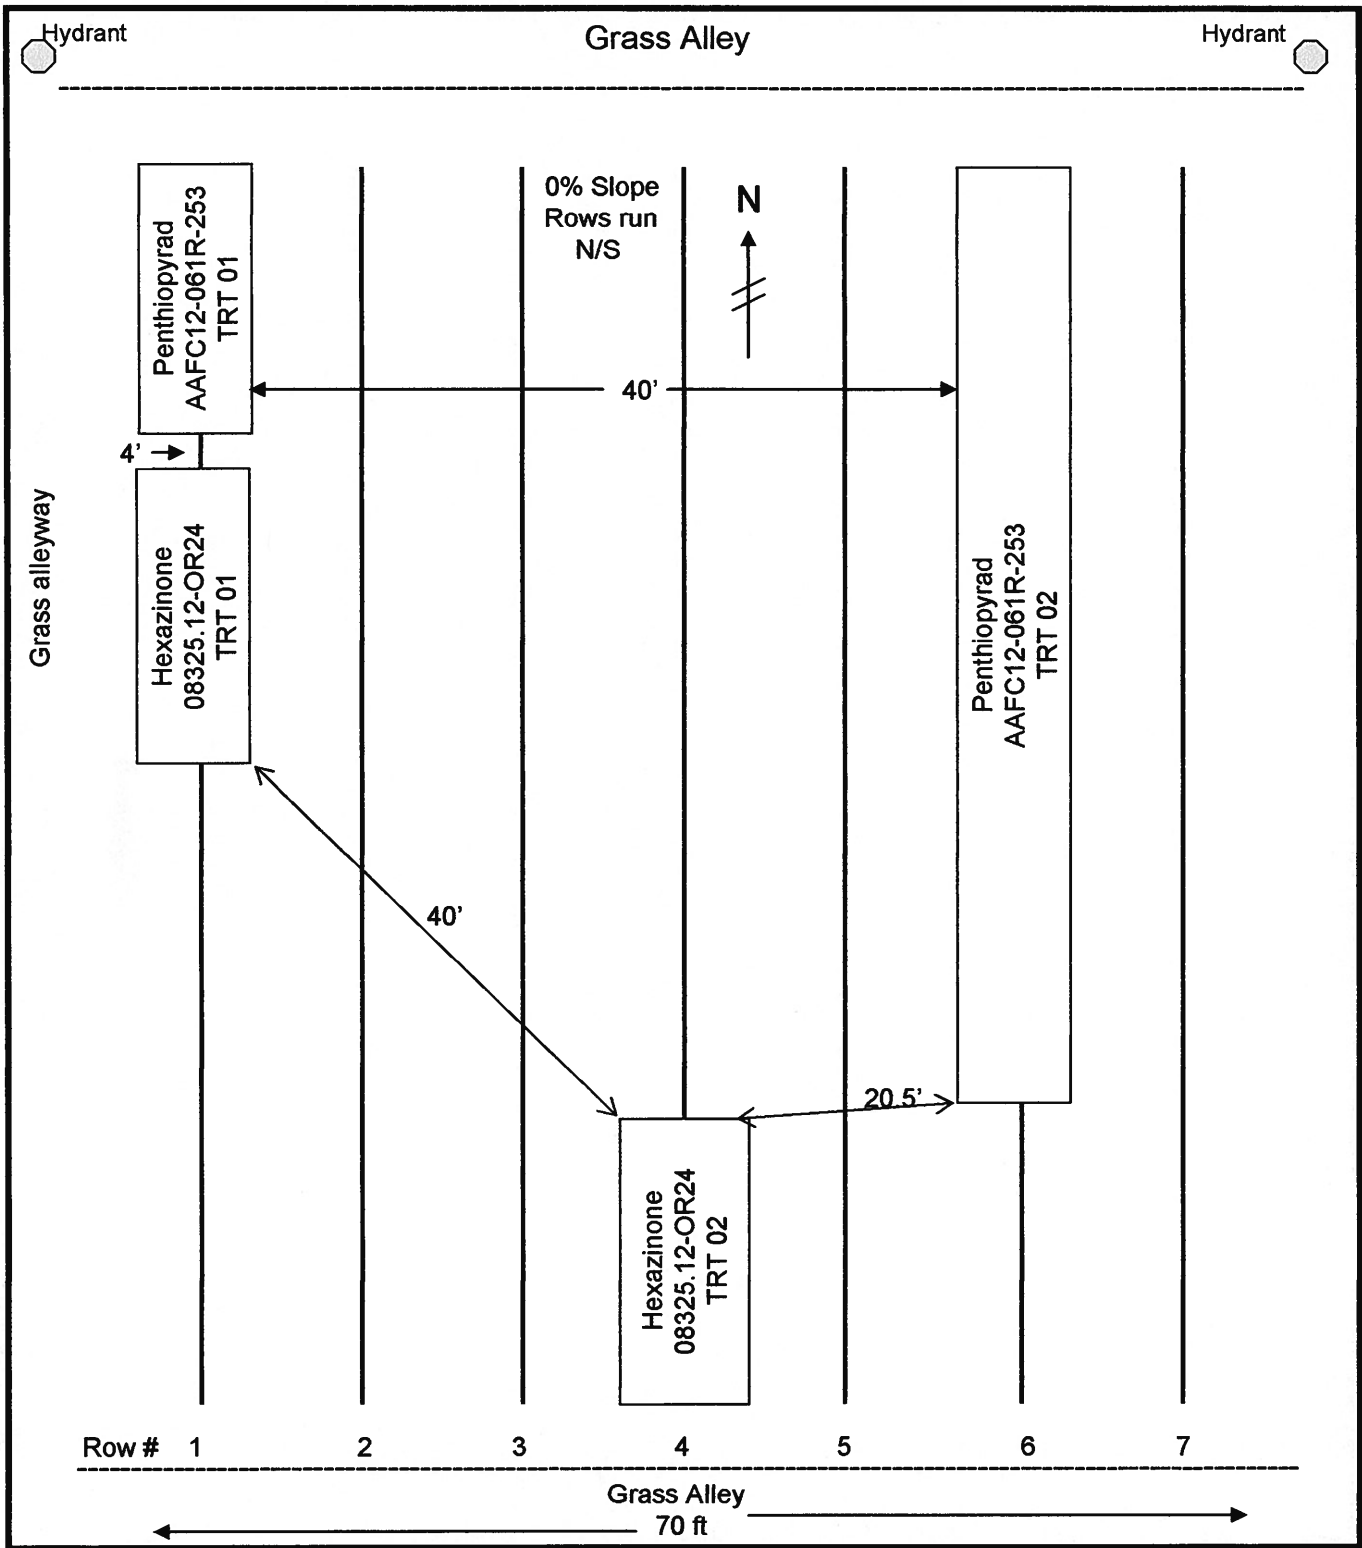 Hydrant
Grass Alley
Hydrant
Penthiopyrad
AAFC12-061R-253
TRT 01
0% Slope
Rows run
N/S
N
40'
4'
Grass alleyway
Hexazinone
08325.12-OR24
TRT 01
Penthiopyrad
AAFC12-061R-253
TRT 02
40'
20.5'
Hexazinone
08325.12-OR24
TRT 02
Row # 1 2 3 4 5 6 7
Grass Alley
70 ft